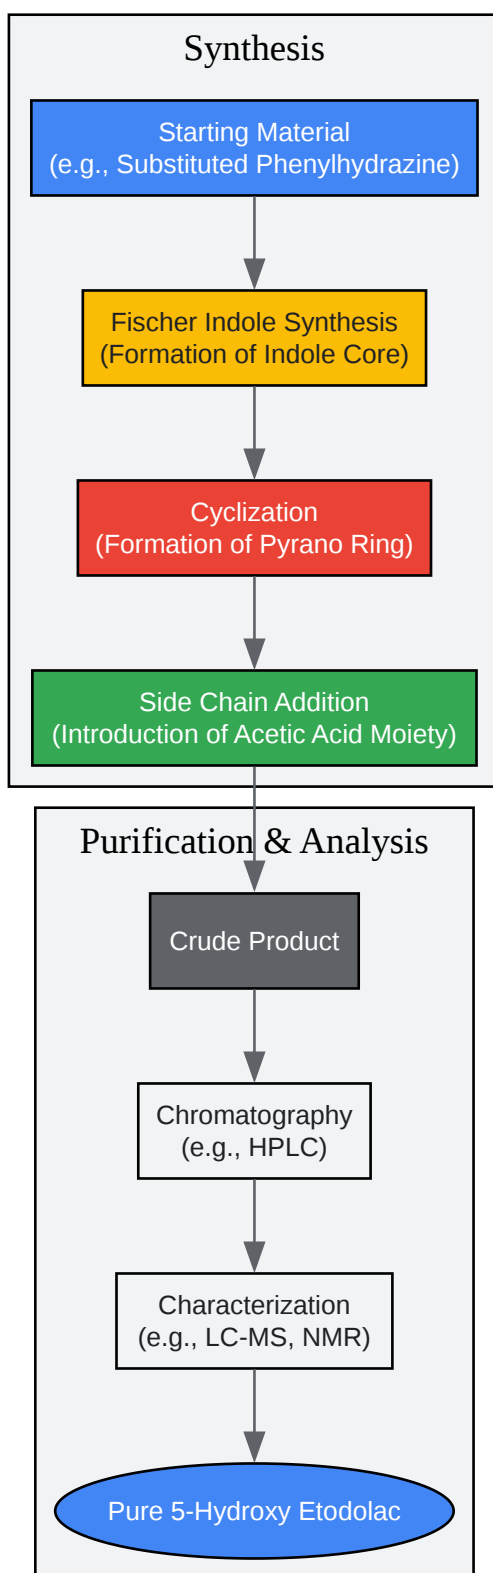 Synthesis
Starting Material
(e.g., Substituted Phenylhydrazine)
Fischer Indole Synthesis
(Formation of Indole Core)
Cyclization
(Formation of Pyrano Ring)
Side Chain Addition
(Introduction of Acetic Acid Moiety)
Purification & Analysis
Crude Product
Chromatography
(e.g., HPLC)
Characterization
(e.g., LC-MS, NMR)
Pure 5-Hydroxy Etodolac